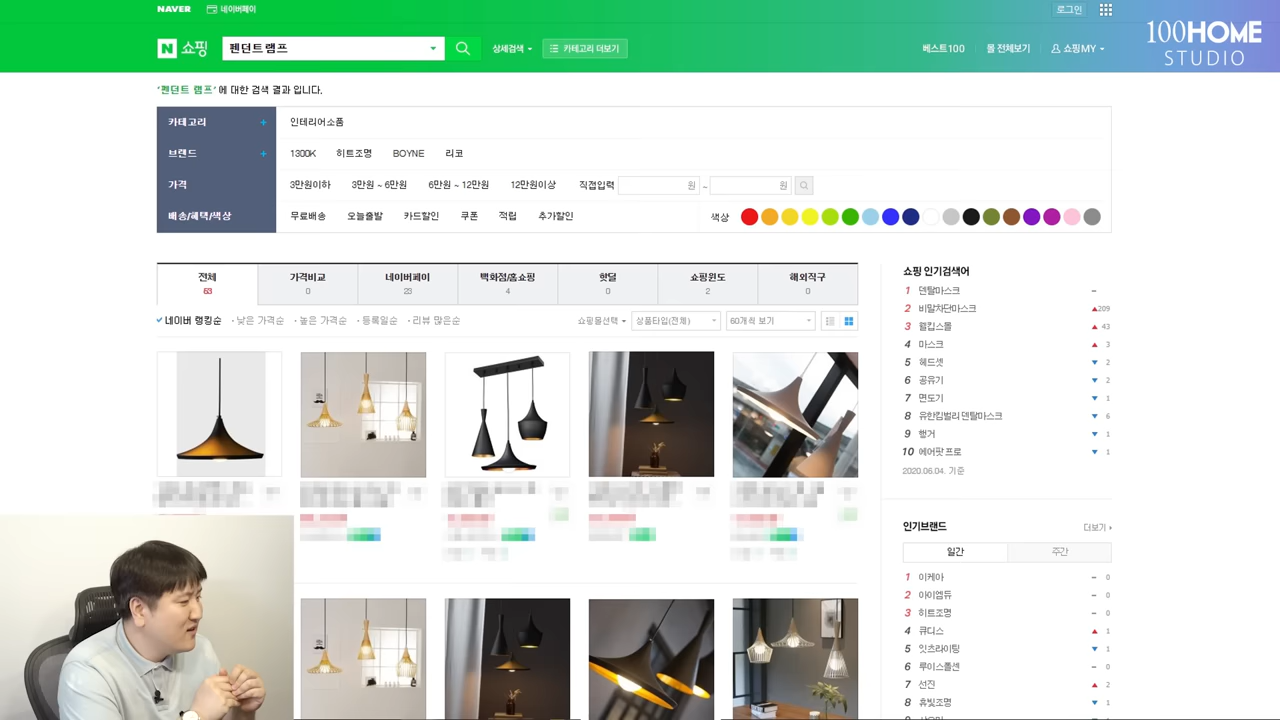 NAVER 네이버페이 로그인
N 쇼핑 펜던트램프 상세검색 카테고리 더보기 베스트100 몰 전체보기 쇼핑MY
100HOME
STUDIO
'펜던트 램프' 에 대한 검색 결과 입니다.
카테고리 + 인테리어소품
브랜드 + 1300K 히트조명 BOYNE 리코
가격 3만원이하 3만원 ~ 6만원 6만원 ~ 12만원 12만원이상 직접입력 원 ~ 원
배송/혜택/색상 무료배송 오늘출발 카드할인 쿠폰 적립 추가할인 색상
전체 가격비교 네이버페이 백화점/홈쇼핑 핫딜 쇼핑윈도 해외직구
63 0 23 4 0 2 0
네이버 랭킹순 · 낮은 가격순 · 높은 가격순 · 등록일순 · 리뷰 많은순 쇼핑몰선택 상품타입(전체) 60개씩 보기
쇼핑 인기검색어
1 덴탈마스크 –
2 비말차단마스크 ▲209
3 웰킵스몰 ▲ 43
4 마스크 ▲ 3
5 헤드셋 ▼ 2
6 공유기 ▼ 2
7 면도기 ▼ 1
8 유한킴벌리 덴탈마스크 ▼ 6
9 행거 ▼ 1
10 에어팟 프로 ▼ 1
2020.06.04. 기준
인기브랜드 더보기
일간 주간
1 이케아 – 0
2 아이엠듀 – 0
3 히트조명 – 0
4 큐디스 ▲ 1
5 잇츠라이팅 ▼ 1
6 루이스폴센 – 0
7 선진 ▲ 2
8 휴빛조명 ▼ 1